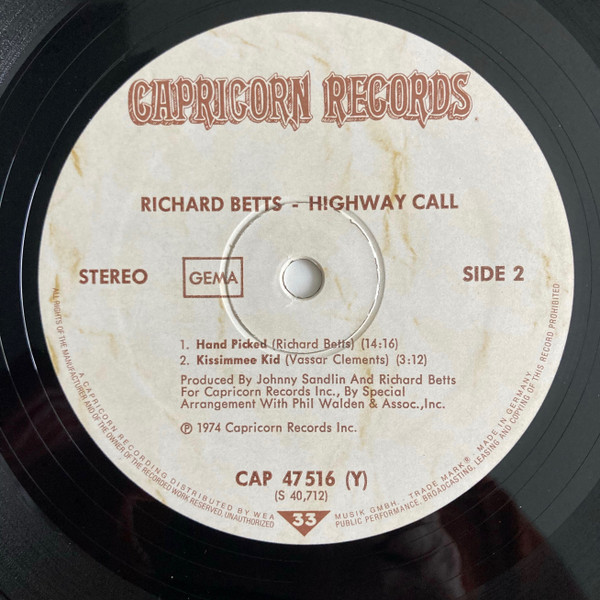 CAPRICORN RECORDS
RICHARD BETTS - HIGHWAY CALL
STEREO
GEMA
SIDE 2
1. Hand Picked (Richard Betts) (14:16)
2. Kissimmee Kid (Vassar Clements) (3:12)
Produced By Johnny Sandlin And Richard Betts
For Capricorn Records Inc., By Special
Arrangement With Phil Walden & Assoc.,Inc.
℗ 1974 Capricorn Records Inc.
CAP 47 516 (Y)
(S 40,712)
33
A CAPRICORN RECORDING, DISTRIBUTED BY WEA MUSIK GMBH. TRADE MARK® MADE IN GERMANY
ALL RIGHTS OF THE MANUFACTURER AND OF THE OWNER OF THE RECORDED WORK RESERVED, UNAUTHORIZED PUBLIC PERFORMANCE, BROADCASTING, LEASING AND COPYING OF THIS RECORD PROHIBITED